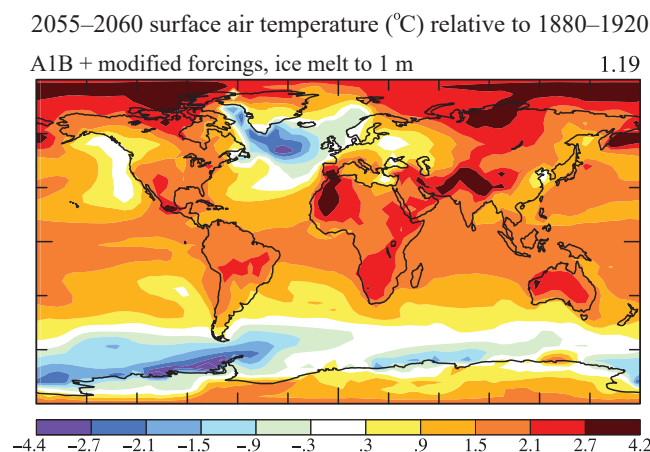 2055–2060 surface air temperature (°C) relative to 1880–1920
A1B + modified forcings, ice melt to 1 m 1.19
−4.4 −2.7 −2.1 −1.5 −.9 −.3 .3 .9 1.5 2.1 2.7 4.2